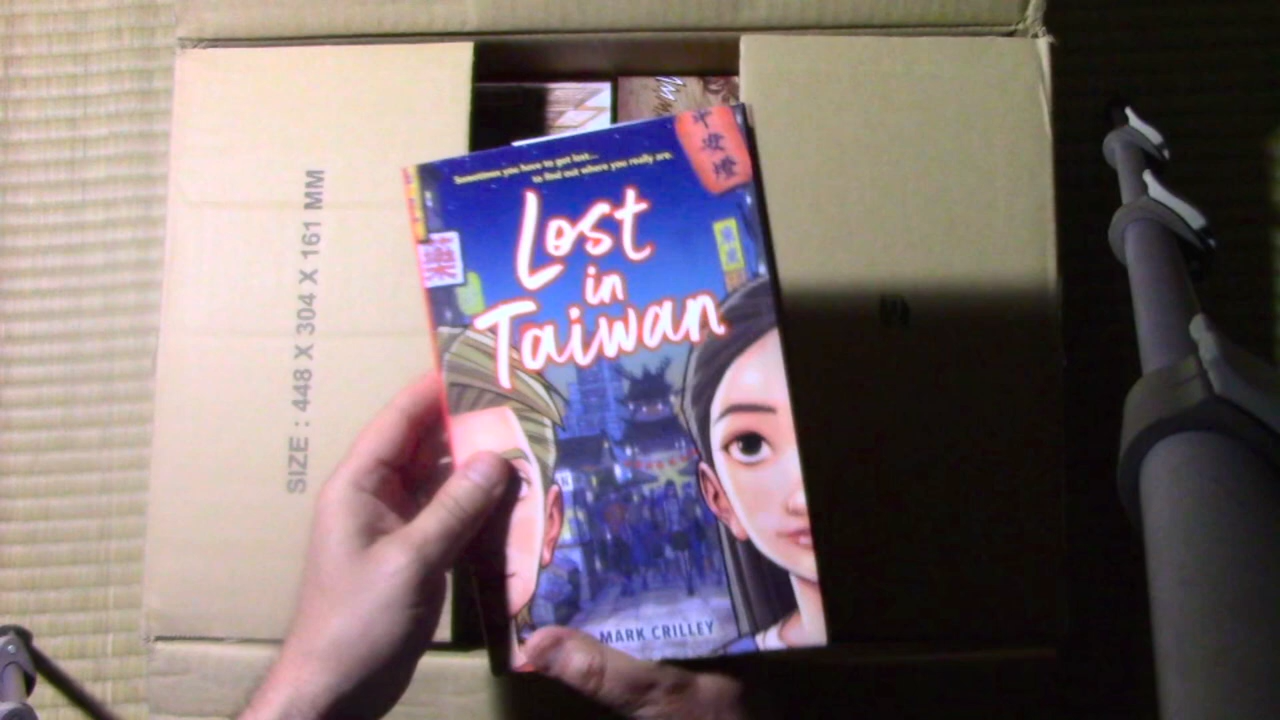 Sometimes you have to get lost...
to find out where you really are.
Lost
in
Taiwan
MARK CRILLEY
SIZE : 448 X 304 X 161 MM